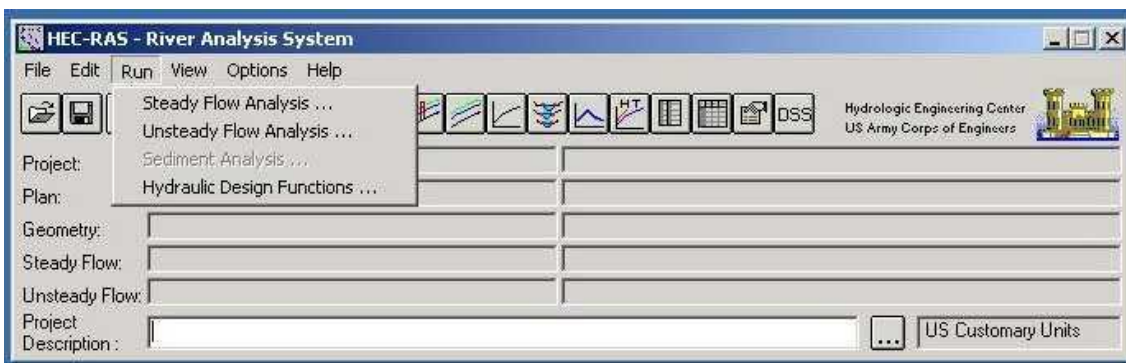 HEC-RAS - River Analysis System
File Edit Run View Options Help
Steady Flow Analysis ...
Unsteady Flow Analysis ...
Sediment Analysis ...
Hydraulic Design Functions ...
HT
DSS
Hydrologic Engineering Center
US Army Corps of Engineers
Project:
Plan:
Geometry:
Steady Flow:
Unsteady Flow:
Project
Description :
...
US Customary Units